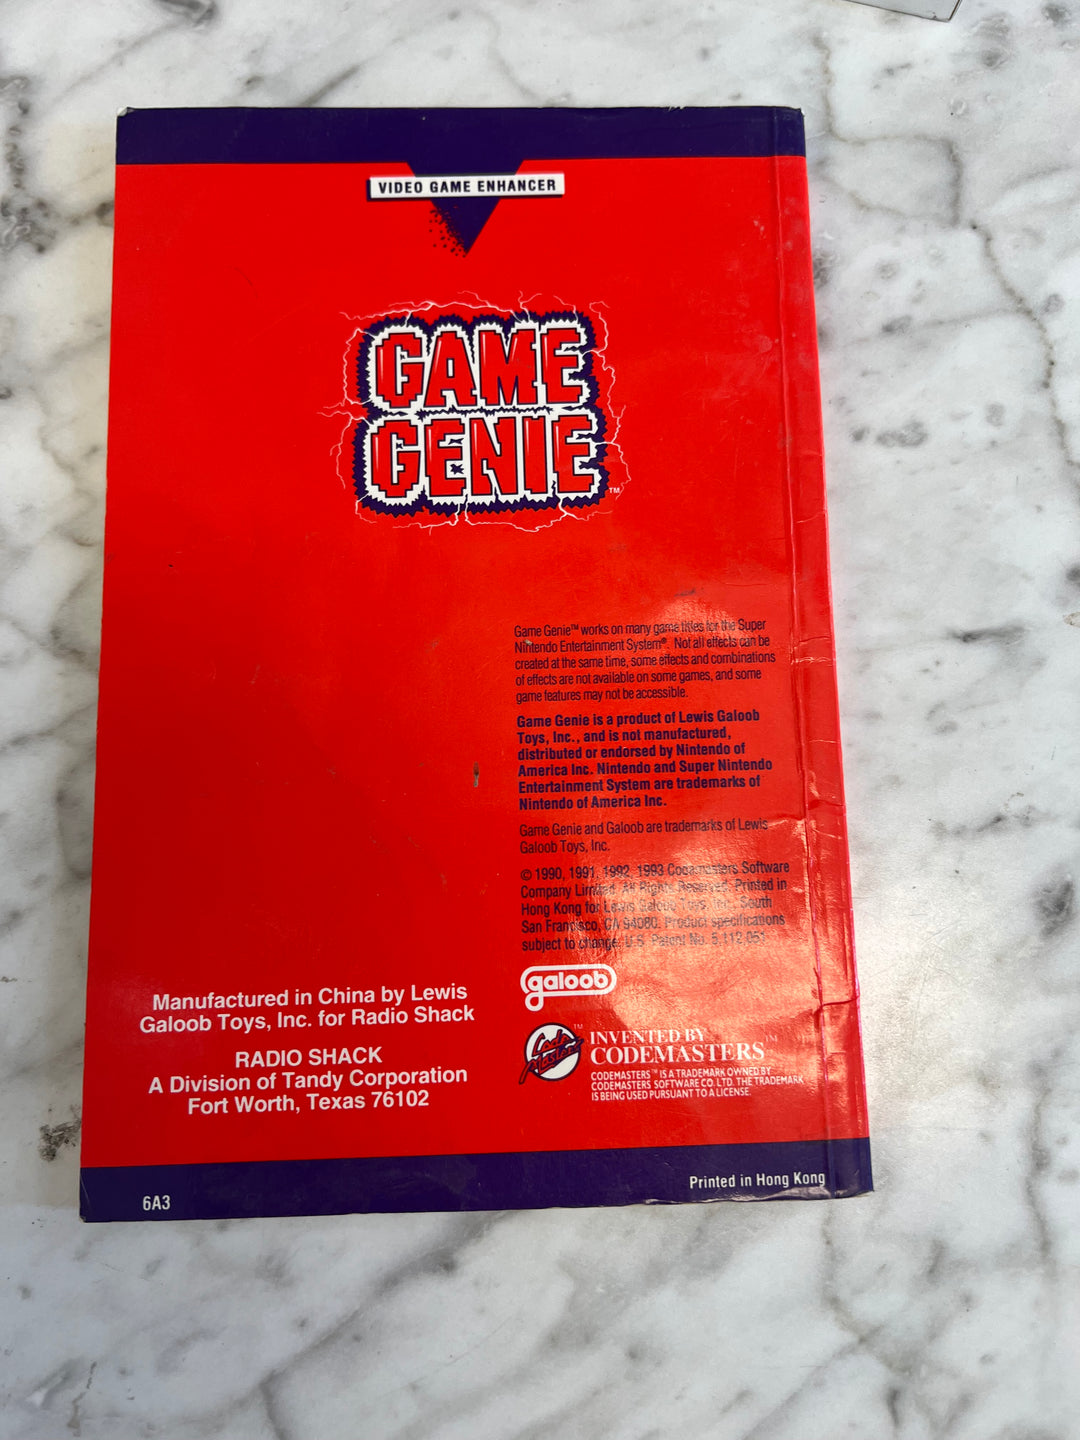 VIDEO GAME ENHANCER
GAME
GENIE
TM
Game Genie™ works on many game titles for the Super
Nintendo Entertainment System®. Not all effects can be
created at the same time, some effects and combinations
of effects are not available on some games, and some
game features may not be accessible.
Game Genie is a product of Lewis Galoob
Toys, Inc., and is not manufactured,
distributed or endorsed by Nintendo of
America Inc. Nintendo and Super Nintendo
Entertainment System are trademarks of
Nintendo of America Inc.
Game Genie and Galoob are trademarks of Lewis
Galoob Toys, Inc.
© 1990, 1991, 1992, 1993 Codemasters Software
Company Limited. All Rights Reserved. Printed in
Hong Kong for Lewis Galoob Toys, Inc., South
San Francisco, CA 94080. Product specifications
subject to change. U.S. Patent No. 5,112,051
galoob
Manufactured in China by Lewis
Galoob Toys, Inc. for Radio Shack
RADIO SHACK
A Division of Tandy Corporation
Fort Worth, Texas 76102
Code Masters TM
INVENTED BY
CODEMASTERS™
CODEMASTERS™ IS A TRADEMARK OWNED BY
CODEMASTERS SOFTWARE CO. LTD. THE TRADEMARK
IS BEING USED PURSUANT TO A LICENSE.
Printed in Hong Kong
6A3